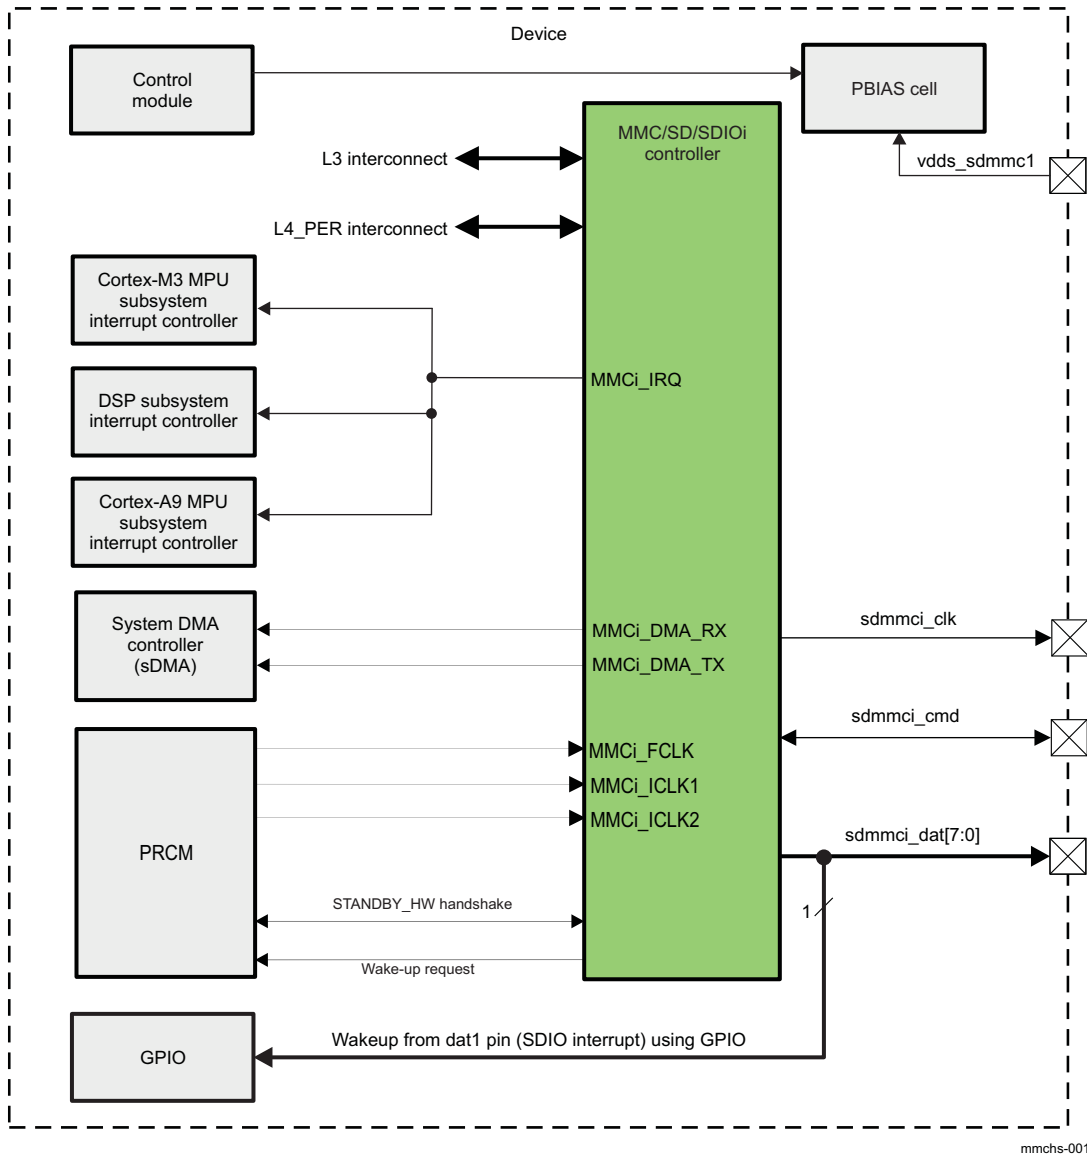 Device
Control
module
PBIAS cell
MMC/SD/SDIOi
controller
L3 interconnect
vdds_sdmmc1
L4_PER interconnect
Cortex-M3 MPU
subsystem
interrupt controller
MMCi_IRQ
DSP subsystem
interrupt controller
Cortex-A9 MPU
subsystem
interrupt controller
System DMA
controller
(sDMA)
MMCi_DMA_RX
MMCi_DMA_TX
sdmmci_clk
sdmmci_cmd
PRCM
MMCi_FCLK
MMCi_ICLK1
MMCi_ICLK2
sdmmci_dat[7:0]
1
STANDBY_HW handshake
Wake-up request
GPIO
Wakeup from dat1 pin (SDIO interrupt) using GPIO
mmchs-001